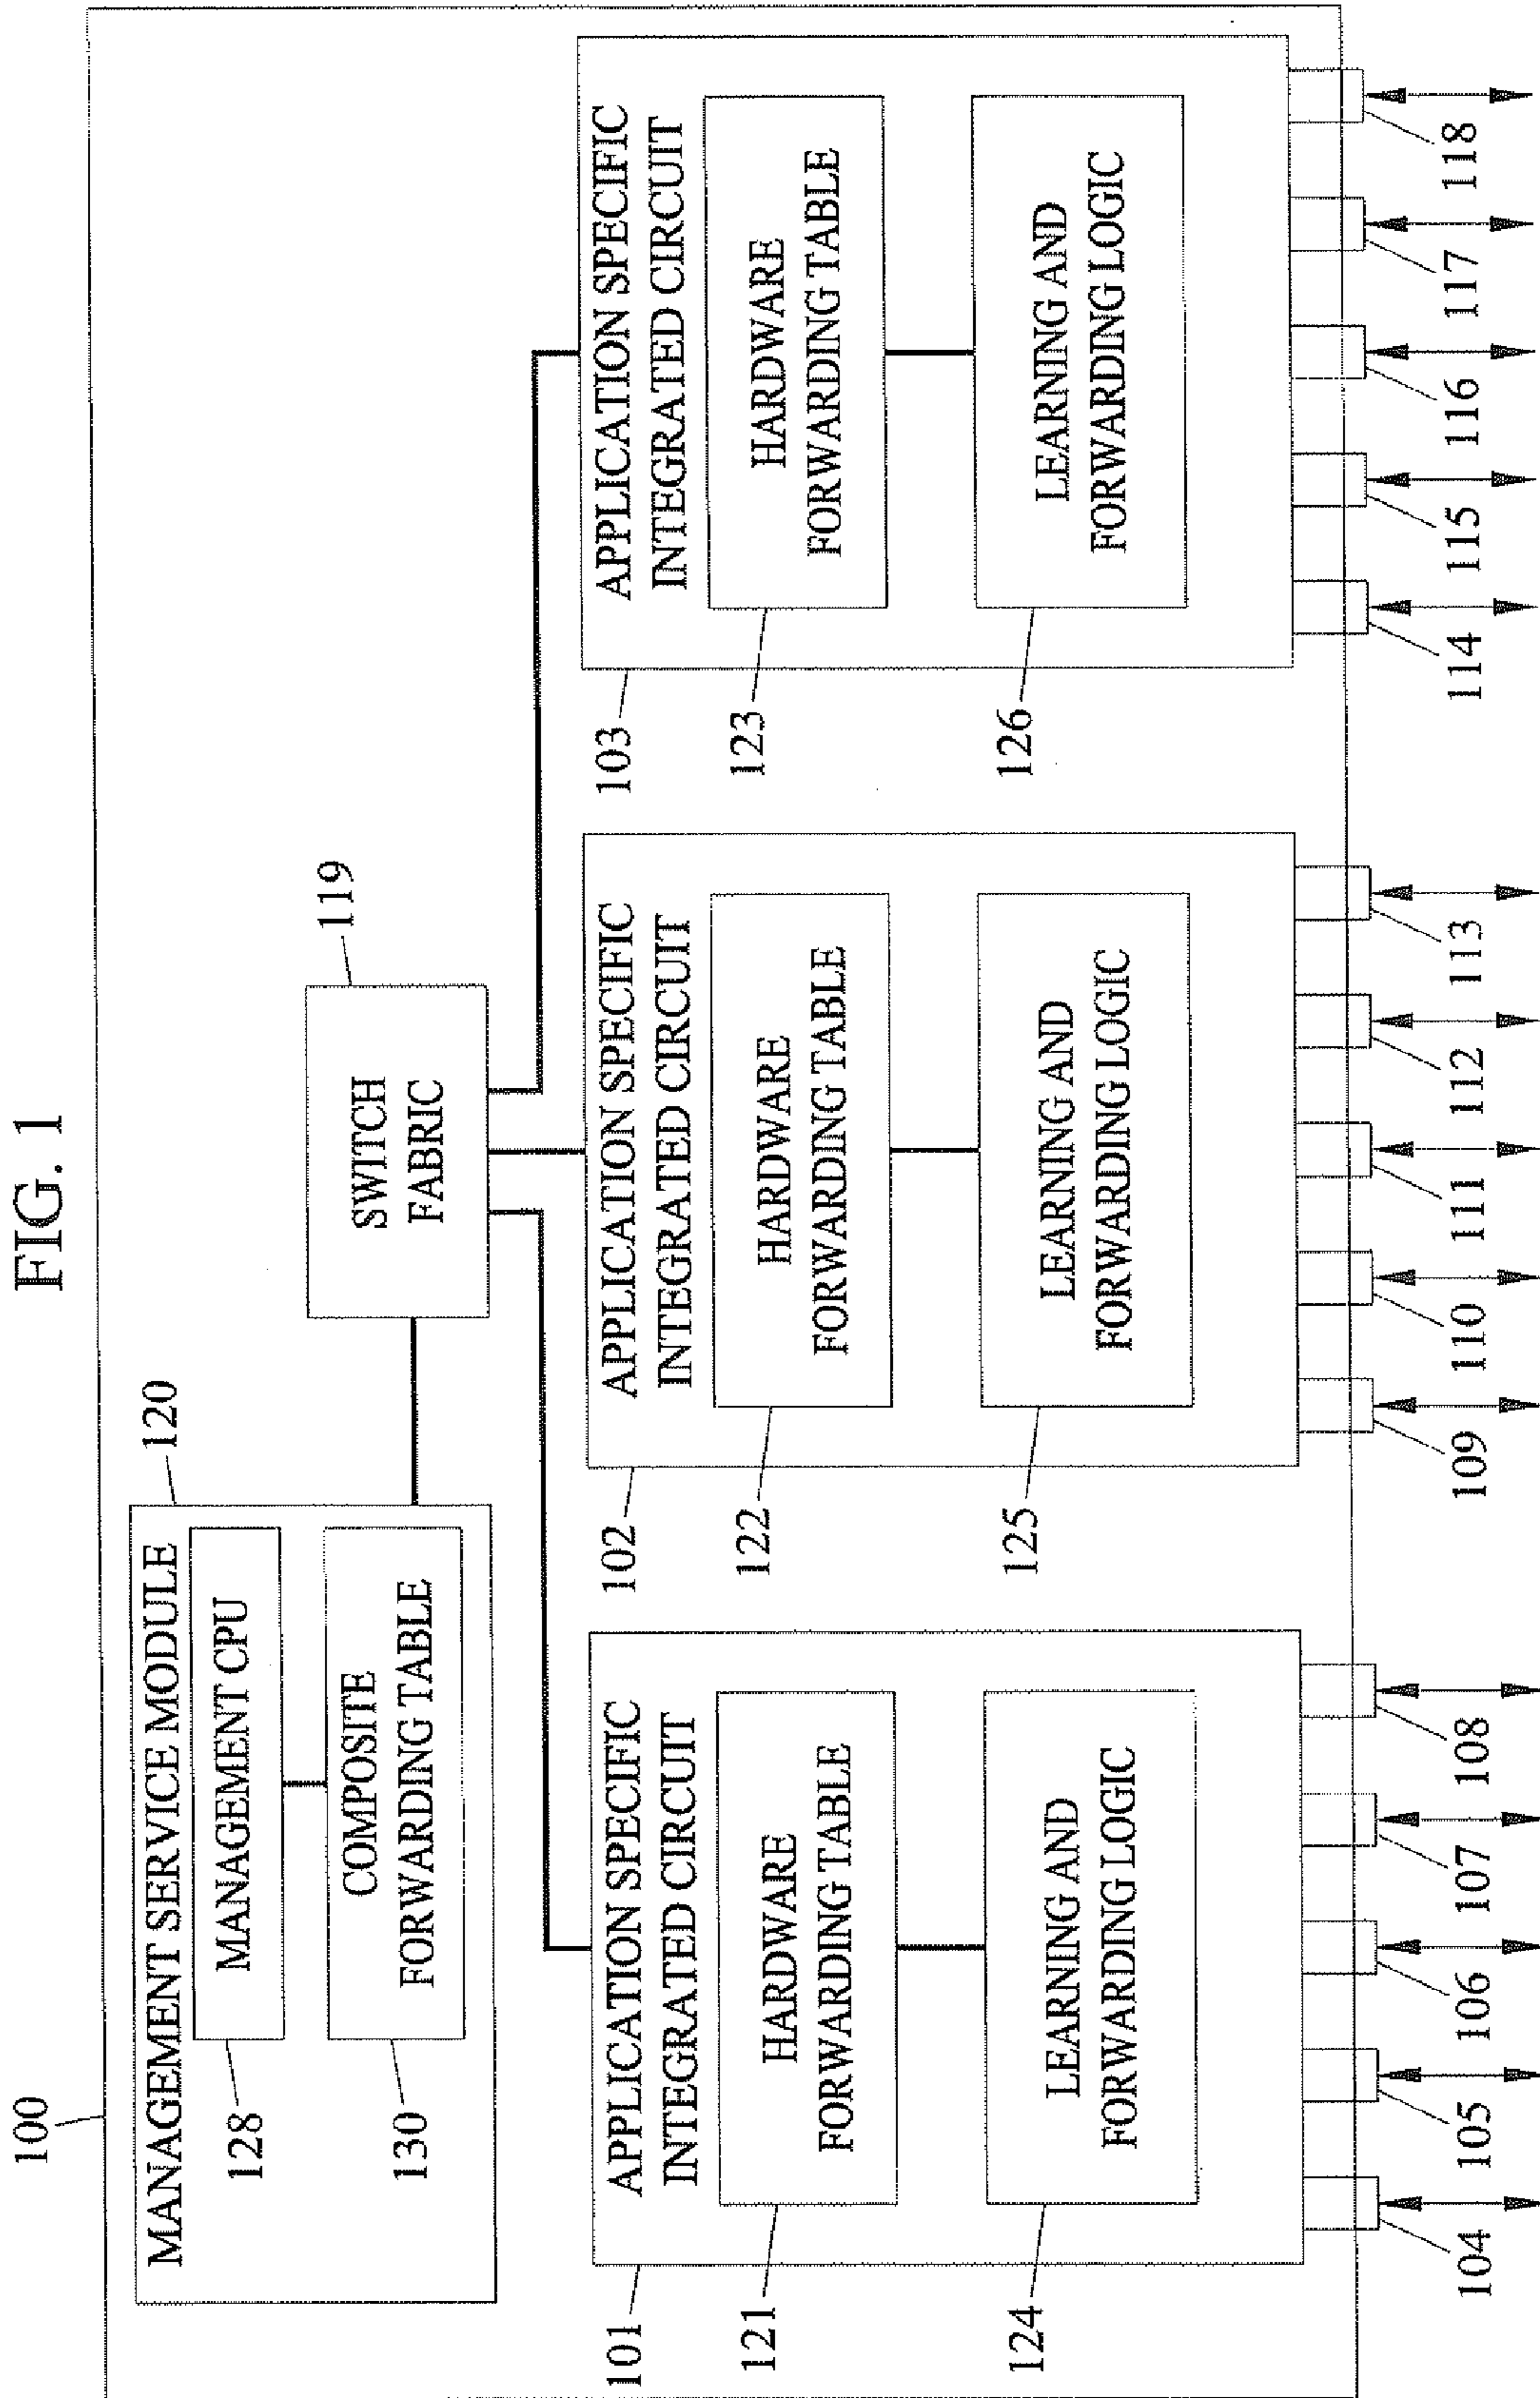 FIG. 1
100
MANAGEMENT SERVICE MODULE
120
MANAGEMENT CPU
128
COMPOSITE
FORWARDING TABLE
130
SWITCH
FABRIC
119
APPLICATION SPECIFIC
INTEGRATED CIRCUIT
101
HARDWARE
FORWARDING TABLE
121
LEARNING AND
FORWARDING LOGIC
124
APPLICATION SPECIFIC
INTEGRATED CIRCUIT
102
HARDWARE
FORWARDING TABLE
122
LEARNING AND
FORWARDING LOGIC
125
APPLICATION SPECIFIC
INTEGRATED CIRCUIT
103
HARDWARE
FORWARDING TABLE
123
LEARNING AND
FORWARDING LOGIC
126
104
105
106
107
108
109
110
111
112
113
114
115
116
117
118